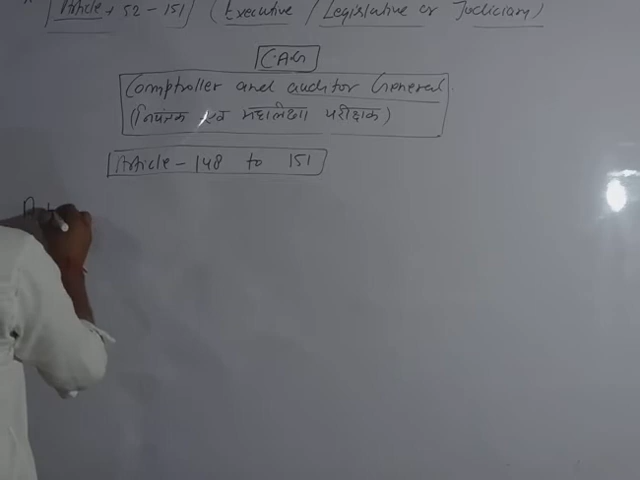 Article + 52 - 151 (Executive / Legislative or Judiciary)
C.A.G
Comptroller and auditor General
(नियंत्रक एवं महालेखा परीक्षक)
Article - 148 to 151